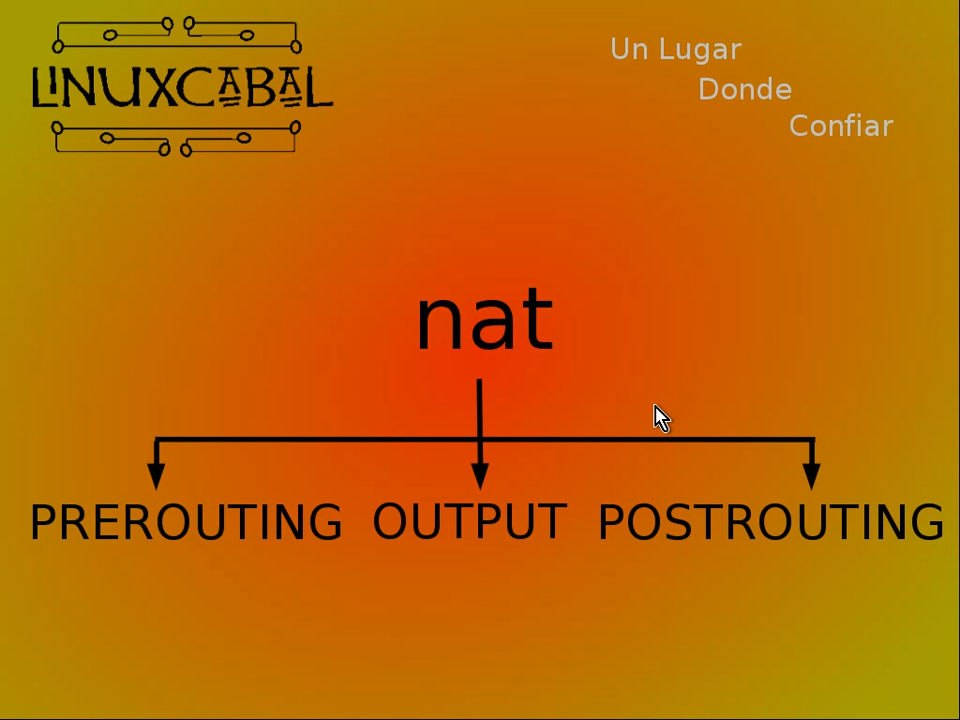 LINUXCABAL
Un Lugar
Donde
Confiar
nat
PREROUTING OUTPUT POSTROUTING